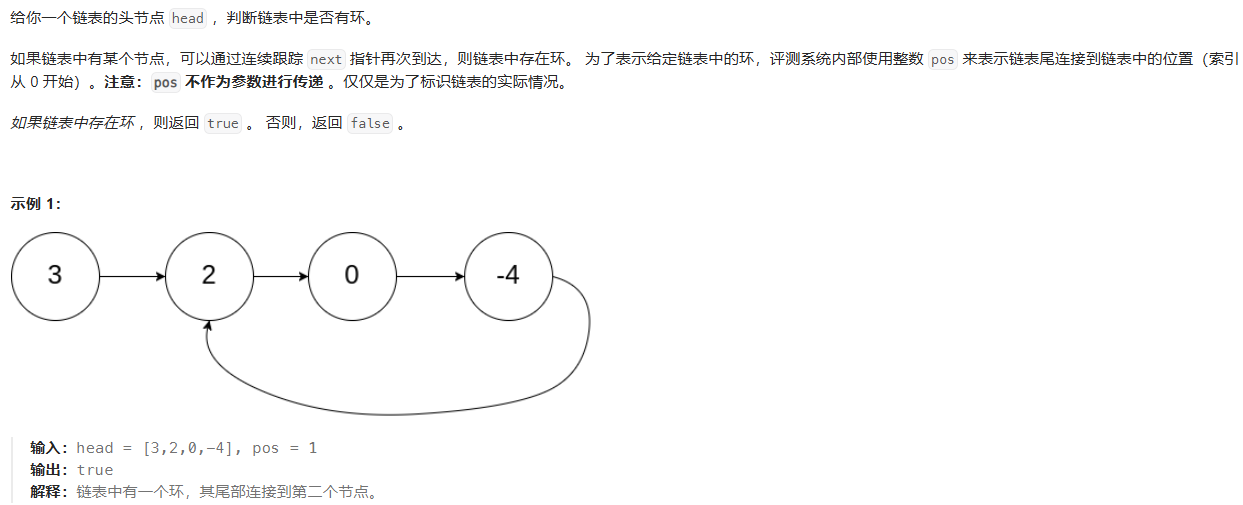 给你一个链表的头节点 head ，判断链表中是否有环。
如果链表中有某个节点，可以通过连续跟踪 next 指针再次到达，则链表中存在环。 为了表示给定链表中的环，评测系统内部使用整数 pos 来表示链表尾连接到链表中的位置（索引
从 0 开始）。注意：pos 不作为参数进行传递 。仅仅是为了标识链表的实际情况。
如果链表中存在环 ，则返回 true 。 否则，返回 false 。
示例 1：
3 2 0 -4
输入：head = [3,2,0,-4], pos = 1
输出：true
解释：链表中有一个环，其尾部连接到第二个节点。